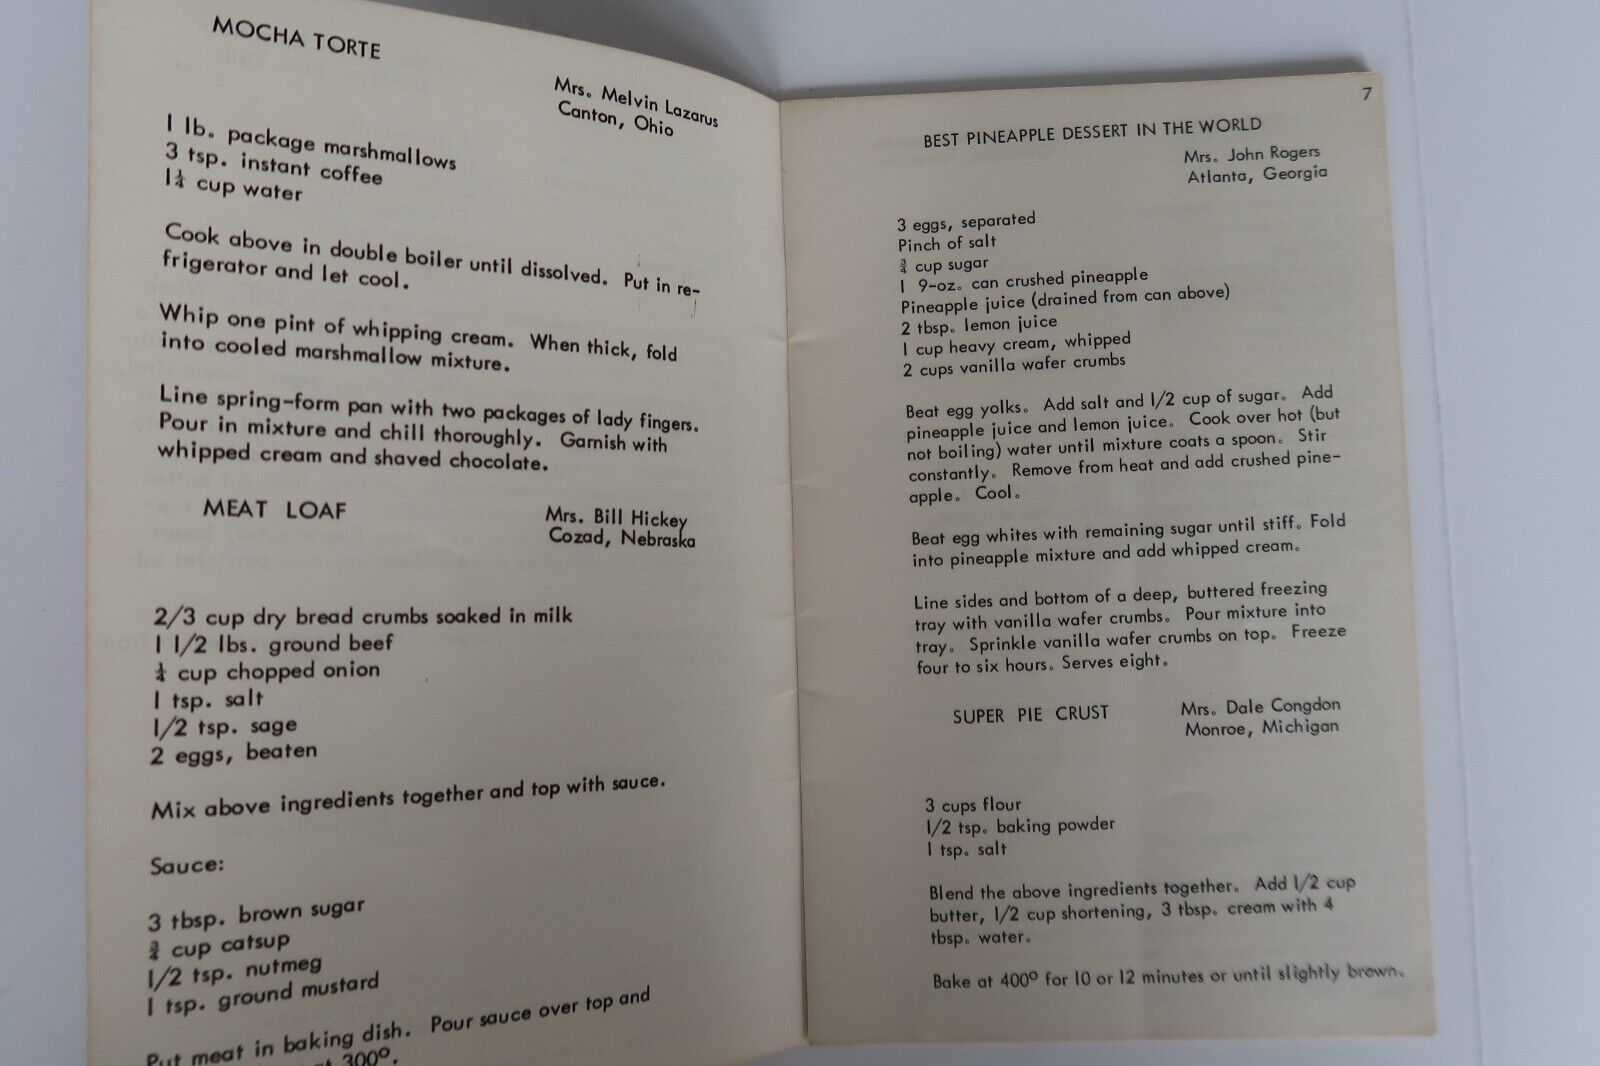 MOCHA TORTE
Mrs. Melvin Lazarus
Canton, Ohio
1 lb. package marshmallows
3 tsp. instant coffee
1¼ cup water
Cook above in double boiler until dissolved. Put in re-
frigerator and let cool.
Whip one pint of whipping cream. When thick, fold
into cooled marshmallow mixture.
Line spring-form pan with two packages of lady fingers.
Pour in mixture and chill thoroughly. Garnish with
whipped cream and shaved chocolate.
MEAT LOAF
Mrs. Bill Hickey
Cozad, Nebraska
2/3 cup dry bread crumbs soaked in milk
1 1/2 lbs. ground beef
¼ cup chopped onion
1 tsp. salt
1/2 tsp. sage
2 eggs, beaten
Mix above ingredients together and top with sauce.
Sauce:
3 tbsp. brown sugar
¾ cup catsup
1/2 tsp. nutmeg
1 tsp. ground mustard
Put meat in baking dish. Pour sauce over top and
300°.
7
BEST PINEAPPLE DESSERT IN THE WORLD
Mrs. John Rogers
Atlanta, Georgia
3 eggs, separated
Pinch of salt
¾ cup sugar
1 9-oz. can crushed pineapple
Pineapple juice (drained from can above)
2 tbsp. lemon juice
1 cup heavy cream, whipped
2 cups vanilla wafer crumbs
Beat egg yolks. Add salt and 1/2 cup of sugar. Add
pineapple juice and lemon juice. Cook over hot (but
not boiling) water until mixture coats a spoon. Stir
constantly. Remove from heat and add crushed pine-
apple. Cool.
Beat egg whites with remaining sugar until stiff. Fold
into pineapple mixture and add whipped cream.
Line sides and bottom of a deep, buttered freezing
tray with vanilla wafer crumbs. Pour mixture into
tray. Sprinkle vanilla wafer crumbs on top. Freeze
four to six hours. Serves eight.
SUPER PIE CRUST
Mrs. Dale Congdon
Monroe, Michigan
3 cups flour
1/2 tsp. baking powder
1 tsp. salt
Blend the above ingredients together. Add 1/2 cup
butter, 1/2 cup shortening, 3 tbsp. cream with 4
tbsp. water.
Bake at 400° for 10 or 12 minutes or until slightly brown.